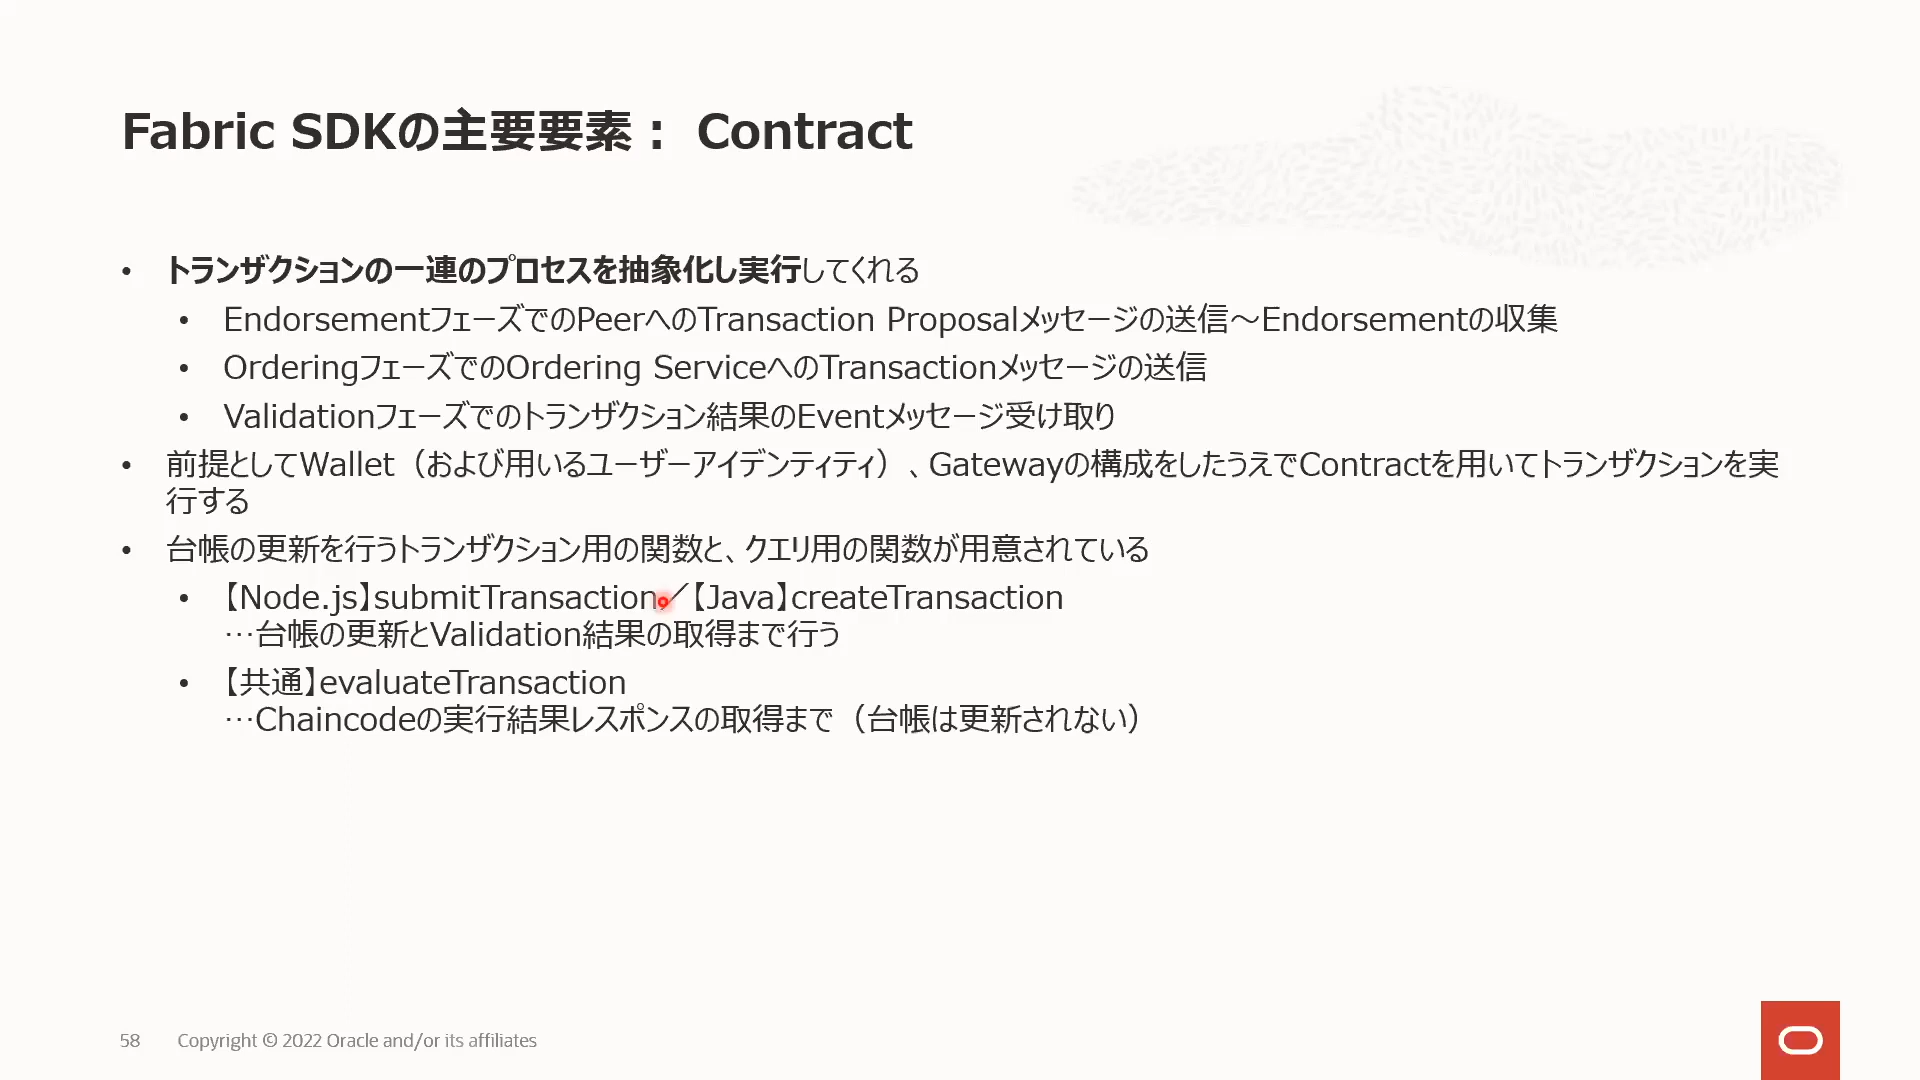 Fabric SDKの主要要素： Contract
• トランザクションの一連のプロセスを抽象化し実行してくれる
• EndorsementフェーズでのPeerへのTransaction Proposalメッセージの送信～Endorsementの収集
• OrderingフェーズでのOrdering ServiceへのTransactionメッセージの送信
• Validationフェーズでのトランザクション結果のEventメッセージ受け取り
• 前提としてWallet（および用いるユーザーアイデンティティ）、Gatewayの構成をしたうえでContractを用いてトランザクションを実
行する
• 台帳の更新を行うトランザクション用の関数と、クエリ用の関数が用意されている
• 【Node.js】submitTransaction／【Java】createTransaction
…台帳の更新とValidation結果の取得まで行う
• 【共通】evaluateTransaction
…Chaincodeの実行結果レスポンスの取得まで（台帳は更新されない）
58 Copyright © 2022 Oracle and/or its affiliates